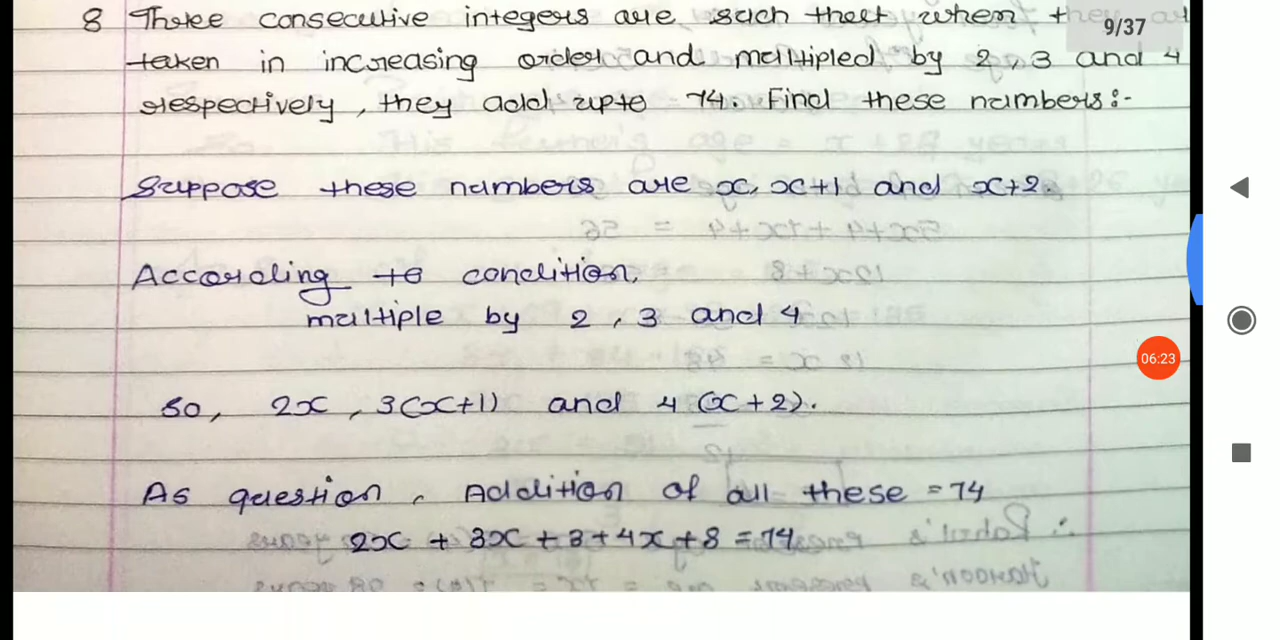 8 Three consecutive integers are such that when they
9/37
taken in increasing order and multipled by 2, 3 and 4
respectively, they add upto 74. Find these numbers:-
Suppose these numbers are x, x+1 and x+2.
According to condition,
multiple by 2, 3 and 4
06:23
so, 2x, 3(x+1) and 4(x+2).
As question, Addition of all these = 74
2x + 3x + 3 + 4x + 8 = 74